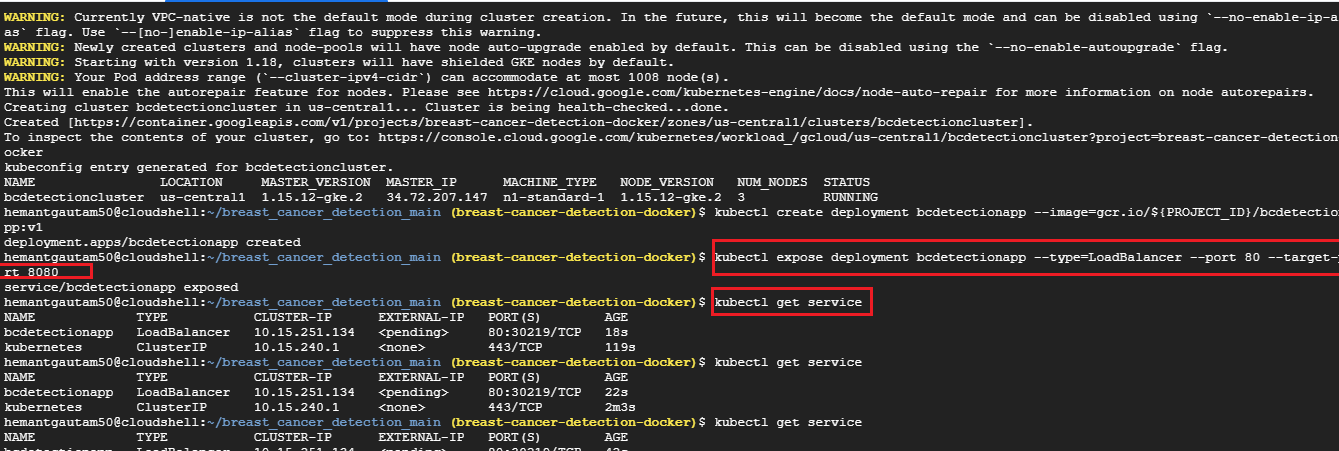 WARNING: Currently VPC-native is not the default mode during cluster creation. In the future, this will become the default mode and can be disabled using `--no-enable-ip-ali
as` flag. Use `--[no-]enable-ip-alias` flag to suppress this warning.
WARNING: Newly created clusters and node-pools will have node auto-upgrade enabled by default. This can be disabled using the `--no-enable-autoupgrade` flag.
WARNING: Starting with version 1.18, clusters will have shielded GKE nodes by default.
WARNING: Your Pod address range (`--cluster-ipv4-cidr`) can accommodate at most 1008 node(s).
This will enable the autorepair feature for nodes. Please see https://cloud.google.com/kubernetes-engine/docs/node-auto-repair for more information on node autorepairs.
Creating cluster bcdetectioncluster in us-central1... Cluster is being health-checked...done.
Created [https://container.googleapis.com/v1/projects/breast-cancer-detection-docker/zones/us-central1/clusters/bcdetectioncluster].
To inspect the contents of your cluster, go to: https://console.cloud.google.com/kubernetes/workload_/gcloud/us-central1/bcdetectioncluster?project=breast-cancer-detection-
ocker
kubeconfig entry generated for bcdetectioncluster.
NAME LOCATION MASTER_VERSION MASTER_IP MACHINE_TYPE NODE_VERSION NUM_NODES STATUS
bcdetectioncluster us-central1 1.15.12-gke.2 34.72.207.147 n1-standard-1 1.15.12-gke.2 3 RUNNING
hemantgautam50@cloudshell:~/breast_cancer_detection_main (breast-cancer-detection-docker)$ kubectl create deployment bcdetectionapp --image=gcr.io/${PROJECT_ID}/bcdetectio
pp:v1
deployment.apps/bcdetectionapp created
hemantgautam50@cloudshell:~/breast_cancer_detection_main (breast-cancer-detection-docker)$ kubectl expose deployment bcdetectionapp --type=LoadBalancer --port 80 --target-
rt 8080
service/bcdetectionapp exposed
hemantgautam50@cloudshell:~/breast_cancer_detection_main (breast-cancer-detection-docker)$ kubectl get service
NAME TYPE CLUSTER-IP EXTERNAL-IP PORT(S) AGE
bcdetectionapp LoadBalancer 10.15.251.134 <pending> 80:30219/TCP 18s
kubernetes ClusterIP 10.15.240.1 <none> 443/TCP 119s
hemantgautam50@cloudshell:~/breast_cancer_detection_main (breast-cancer-detection-docker)$ kubectl get service
NAME TYPE CLUSTER-IP EXTERNAL-IP PORT(S) AGE
bcdetectionapp LoadBalancer 10.15.251.134 <pending> 80:30219/TCP 22s
kubernetes ClusterIP 10.15.240.1 <none> 443/TCP 2m3s
hemantgautam50@cloudshell:~/breast_cancer_detection_main (breast-cancer-detection-docker)$ kubectl get service
NAME TYPE CLUSTER-IP EXTERNAL-IP PORT(S) AGE